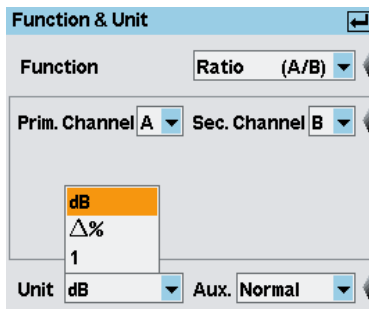 Function & Unit
Function Ratio (A/B)
Prim. Channel A Sec. Channel B
dB
Δ%
1
Unit dB Aux. Normal